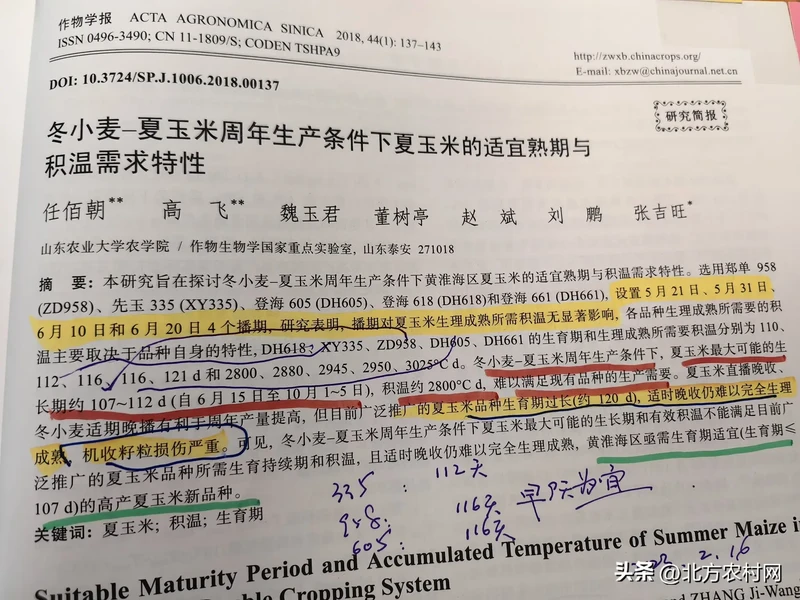 作物学报 ACTA AGRONOMICA SINICA 2018, 44(1): 137–143
ISSN 0496-3490; CN 11-1809/S; CODEN TSHPA9
http://zwxb.chinacrops.org/
E-mail: xbzw@chinajournal.net.cn
DOI: 10.3724/SP.J.1006.2018.00137
研究简报
冬小麦–夏玉米周年生产条件下夏玉米的适宜熟期与
积温需求特性
任佰朝** 高飞** 魏玉君 董树亭 赵斌 刘鹏 张吉旺*
山东农业大学农学院 / 作物生物学国家重点实验室, 山东泰安 271018
摘 要: 本研究旨在探讨冬小麦–夏玉米周年生产条件下黄淮海区夏玉米的适宜熟期与积温需求特性。选用郑单 958
(ZD958)、先玉 335 (XY335)、登海 605 (DH605)、登海 618 (DH618)和登海 661 (DH661), 设置 5 月 21 日、5 月 31 日、
6 月 10 日和 6 月 20 日 4 个播期, 研究表明, 播期对夏玉米生理成熟所需积温无显著影响, 各品种生理成熟所需要的积
温主要取决于品种自身的特性, DH618、XY335、ZD958、DH605、DH661 的生育期和生理成熟所需要积温分别为 110、
112、116、116、121 d 和 2800、2880、2945、2950、3025°C d。冬小麦–夏玉米周年生产条件下, 夏玉米最大可能的生
长期约 107~112 d (自 6 月 15 日至 10 月 1~5 日), 积温约 2800°C d, 难以满足现有品种的生产需要。夏玉米直播晚收、
冬小麦适期晚播有利于周年产量提高, 但目前广泛推广的夏玉米品种生育期过长(约 120 d), 适时晚收仍难以完全生理
成熟, 机收籽粒损伤严重。可见, 冬小麦–夏玉米周年生产条件下夏玉米最大可能的生长期和有效积温不能满足目前广
泛推广的夏玉米品种所需生育持续期和积温, 且适时晚收仍难以完全生理成熟, 黄淮海区亟需生育期适宜(生育期≤
107 d)的高产夏玉米新品种。
关键词: 夏玉米; 积温; 生育期
335 : 112天
958: 116天 早5天为宜
605: 116天
Suitable Maturity Period and Accumulated Temperature of Summer Maize in
2.16
Cropping System
ZHANG Ji-Wang
头条 @北方农村网